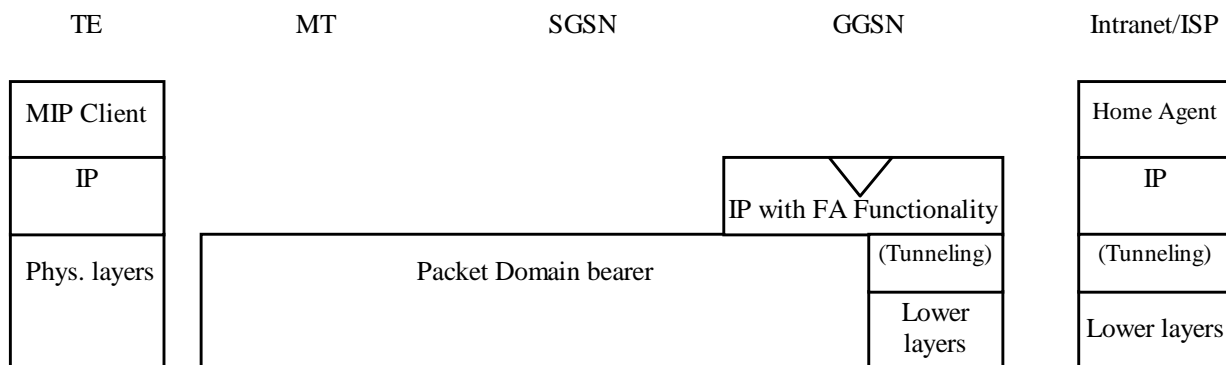 TE MT SGSN GGSN Intranet/ISP
MIP Client Home Agent
IP IP
IP with FA Functionality
Phys. layers Packet Domain bearer (Tunneling) (Tunneling)
Lower
layers Lower layers